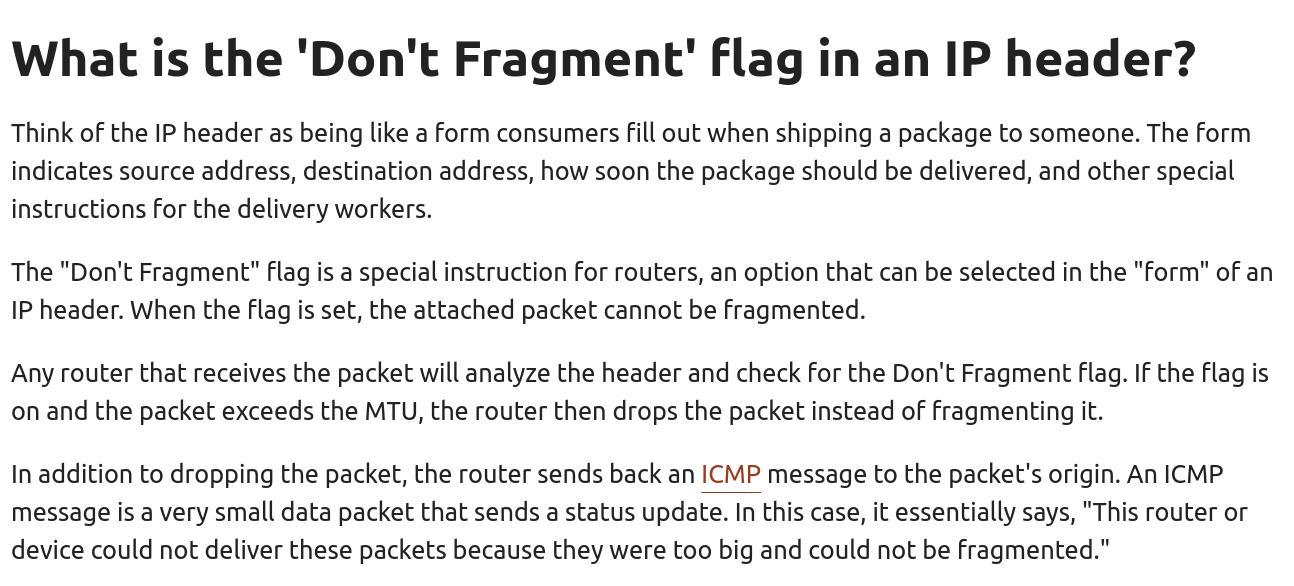 What is the 'Don't Fragment' flag in an IP header?
Think of the IP header as being like a form consumers fill out when shipping a package to someone. The form
indicates source address, destination address, how soon the package should be delivered, and other special
instructions for the delivery workers.
The "Don't Fragment" flag is a special instruction for routers, an option that can be selected in the "form" of an
IP header. When the flag is set, the attached packet cannot be fragmented.
Any router that receives the packet will analyze the header and check for the Don't Fragment flag. If the flag is
on and the packet exceeds the MTU, the router then drops the packet instead of fragmenting it.
In addition to dropping the packet, the router sends back an ICMP message to the packet's origin. An ICMP
message is a very small data packet that sends a status update. In this case, it essentially says, "This router or
device could not deliver these packets because they were too big and could not be fragmented."